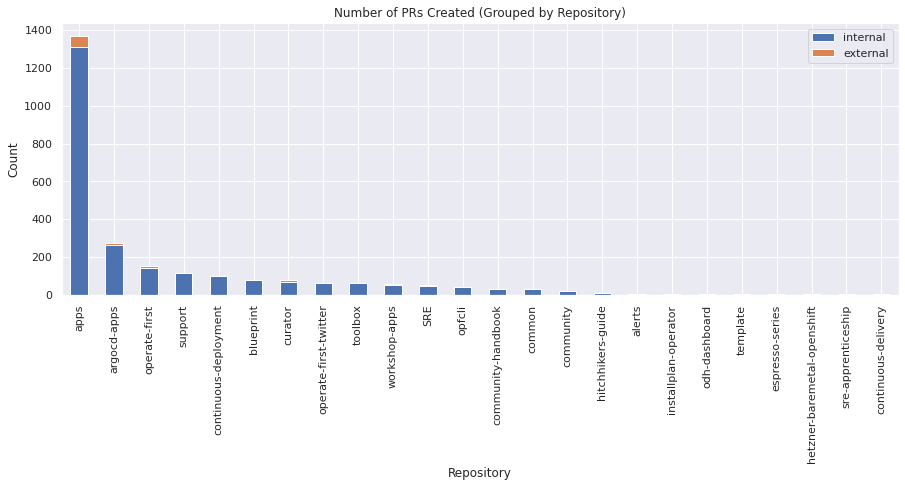 Number of PRs Created (Grouped by Repository)
internal
external
1400
1200
1000
800
600
400
200
0
Count
apps
argocd-apps
operate-first
support
continuous-deployment
blueprint
curator
operate-first-twitter
toolbox
workshop-apps
SRE
opfcli
community-handbook
common
community
hitchhikers-guide
alerts
installplan-operator
odh-dashboard
template
espresso-series
hetzner-baremetal-openshift
sre-apprenticeship
continuous-delivery
Repository